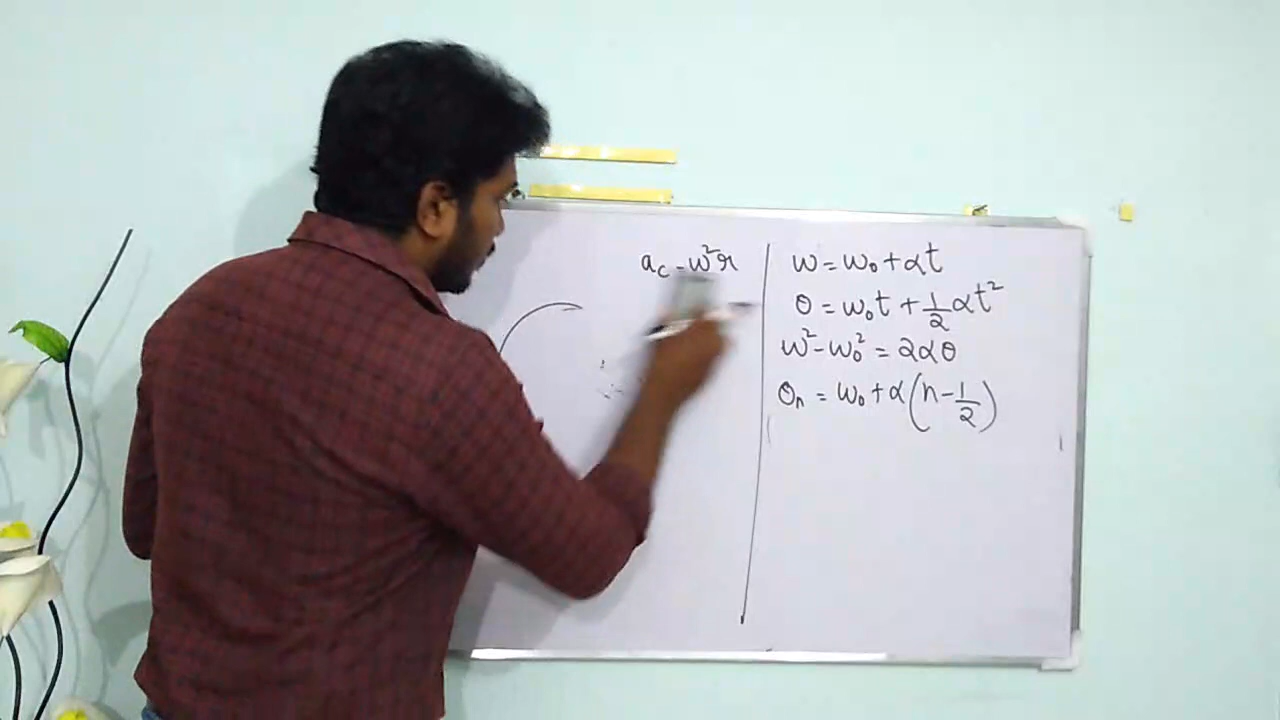 a_c = ω²r
ω = ω₀ + αt
θ = ω₀t + ½αt²
ω² - ω₀² = 2αθ
θₙ = ω₀ + α(n - ½)